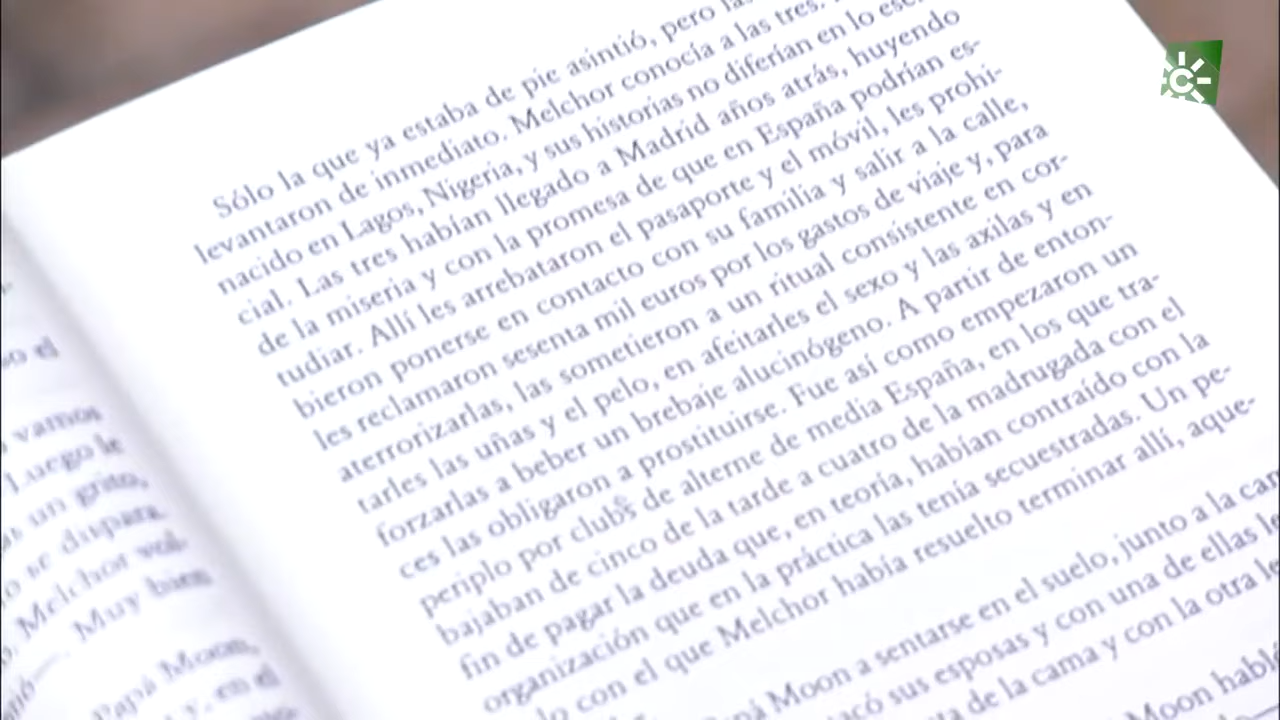 so el
vamos
Luego le
un grito,
se dispara.
Melchor vol-
Muy bien
Papá Moon,
y, en el
Sólo la que ya estaba de pie asintió, pero
levantaron de inmediato. Melchor conocía a las tres.
nacido en Lagos, Nigeria, y sus historias no diferían en lo
cial. Las tres habían llegado a Madrid años atrás, huyendo
de la miseria y con la promesa de que en España podrían es-
tudiar. Allí les arrebataron el pasaporte y el móvil, les prohi-
bieron ponerse en contacto con su familia y salir a la calle,
les reclamaron sesenta mil euros por los gastos de viaje y, para
aterrorizarlas, las sometieron a un ritual consistente en cor-
tarles las uñas y el pelo, en afeitarles el sexo y las axilas y en
forzarlas a beber un brebaje alucinógeno. A partir de enton-
ces las obligaron a prostituirse. Fue así como empezaron un
periplo por clubs de alterne de media España, en los que tra-
bajaban de cinco de la tarde a cuatro de la madrugada con el
fin de pagar la deuda que, en teoría, habían contraído con la
organización que en la práctica las tenía secuestradas. Un pe-
lo con el que Melchor había resuelto terminar allí, aque-
Moon a sentarse en el suelo, junto a la
sacó sus esposas y con una de ellas
de la cama y con la otra
Moon